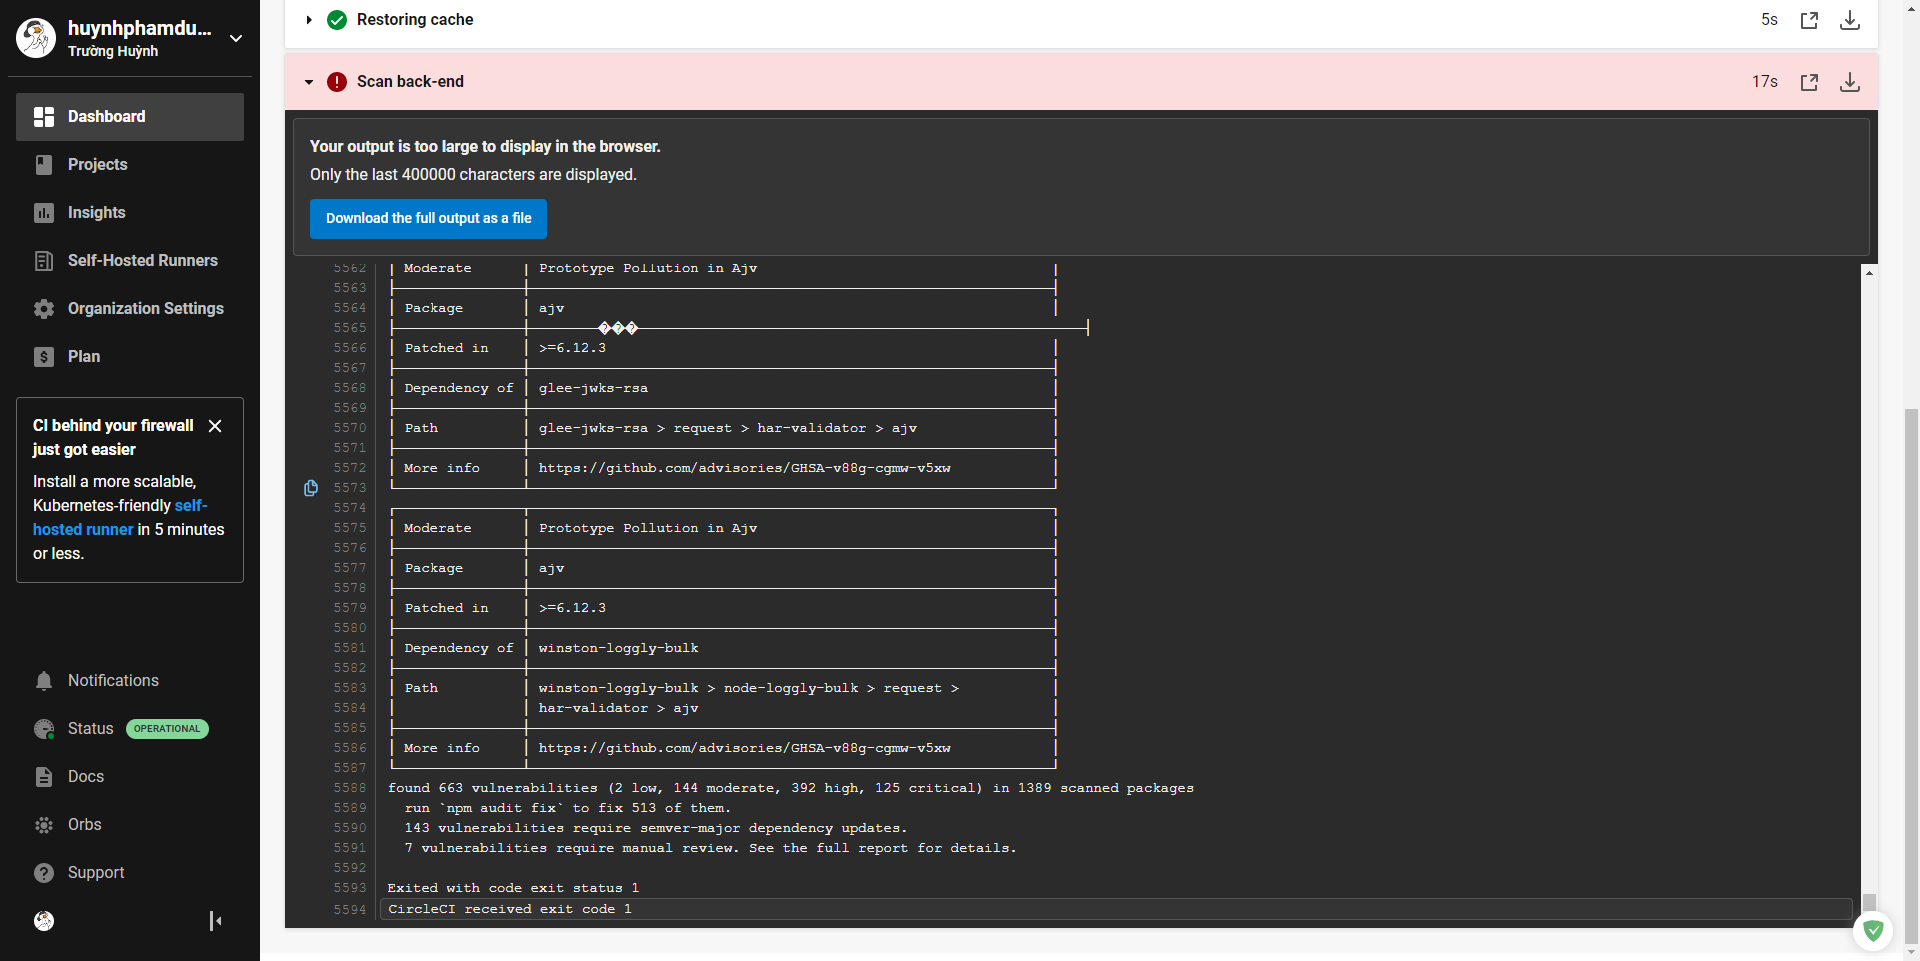 huynhphamdu...
Trường Huỳnh
Dashboard
Projects
Insights
Self-Hosted Runners
Organization Settings
Plan
CI behind your firewall
just got easier
Install a more scalable,
Kubernetes-friendly self-
hosted runner in 5 minutes
or less.
Notifications
Status OPERATIONAL
Docs
Orbs
Support
Restoring cache 5s
Scan back-end 17s
Your output is too large to display in the browser.
Only the last 400000 characters are displayed.
Download the full output as a file
5562 │ Moderate │ Prototype Pollution in Ajv │
5563 ├──────┼──────┤
5564 │ Package │ ajv │
5565 ├──────┼───���──────┤
5566 │ Patched in │ >=6.12.3 │
5567 ├──────┼──────┤
5568 │ Dependency of │ glee-jwks-rsa │
5569 ├──────┼──────┤
5570 │ Path │ glee-jwks-rsa > request > har-validator > ajv │
5571 ├──────┼──────┤
5572 │ More info │ https://github.com/advisories/GHSA-v88g-cgmw-v5xw │
5573 └──────┴──────┘
5574 ┌──────┬──────┐
5575 │ Moderate │ Prototype Pollution in Ajv │
5576 ├──────┼──────┤
5577 │ Package │ ajv │
5578 ├──────┼──────┤
5579 │ Patched in │ >=6.12.3 │
5580 ├──────┼──────┤
5581 │ Dependency of │ winston-loggly-bulk │
5582 ├──────┼──────┤
5583 │ Path │ winston-loggly-bulk > node-loggly-bulk > request > │
5584 │ │ har-validator > ajv │
5585 ├──────┼──────┤
5586 │ More info │ https://github.com/advisories/GHSA-v88g-cgmw-v5xw │
5587 └──────┴──────┘
5588 found 663 vulnerabilities (2 low, 144 moderate, 392 high, 125 critical) in 1389 scanned packages
5589 run `npm audit fix` to fix 513 of them.
5590 143 vulnerabilities require semver-major dependency updates.
5591 7 vulnerabilities require manual review. See the full report for details.
5592
5593 Exited with code exit status 1
5594 CircleCI received exit code 1